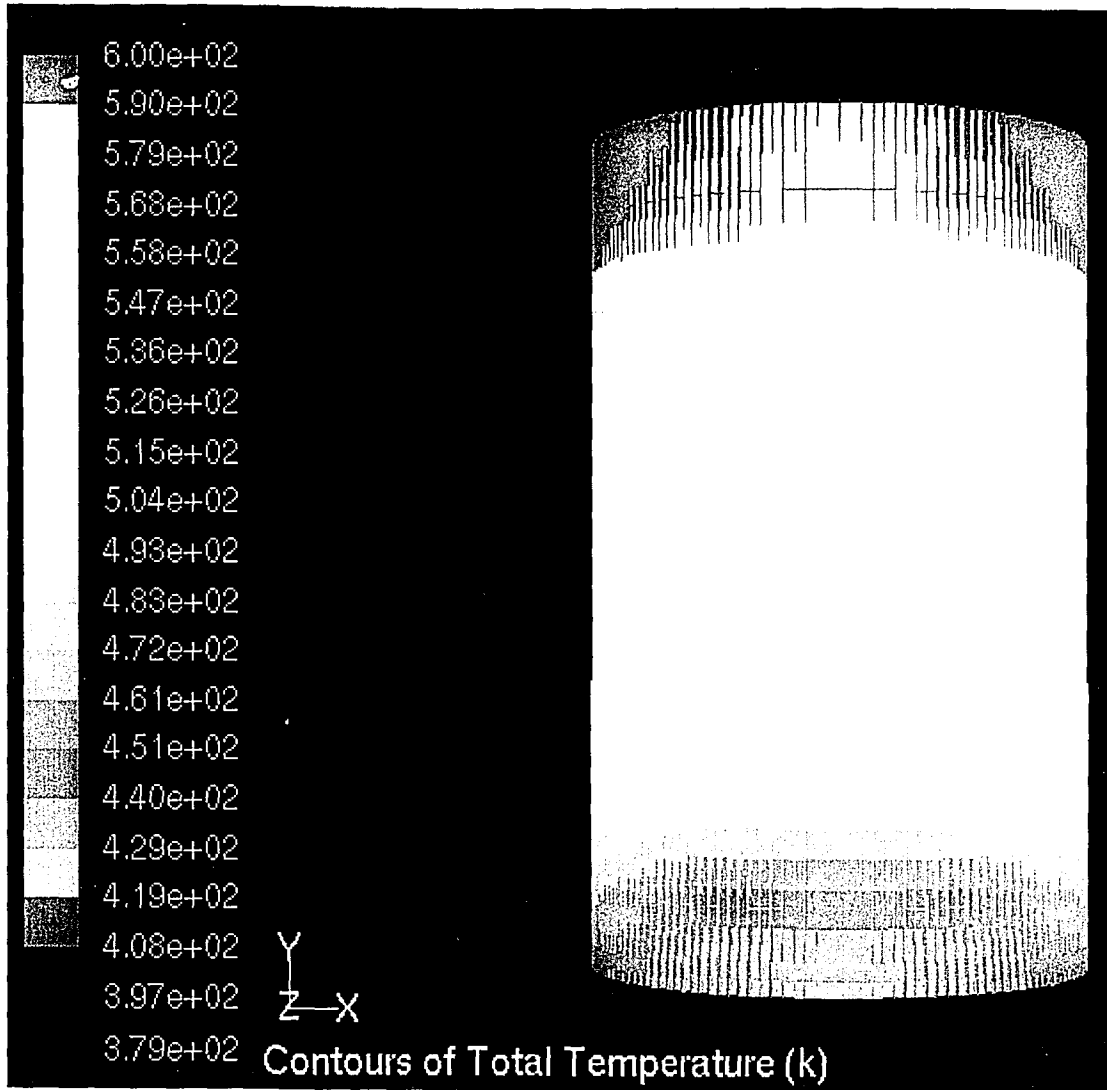 6.00e+02
5.90e+02
5.79e+02
5.68e+02
5.58e+02
5.47e+02
5.36e+02
5.26e+02
5.15e+02
5.04e+02
4.93e+02
4.83e+02
4.72e+02
4.61e+02
4.51e+02
4.40e+02
4.29e+02
4.19e+02
4.08e+02
3.97e+02
3.79e+02
Y
Z X
Contours of Total Temperature (k)